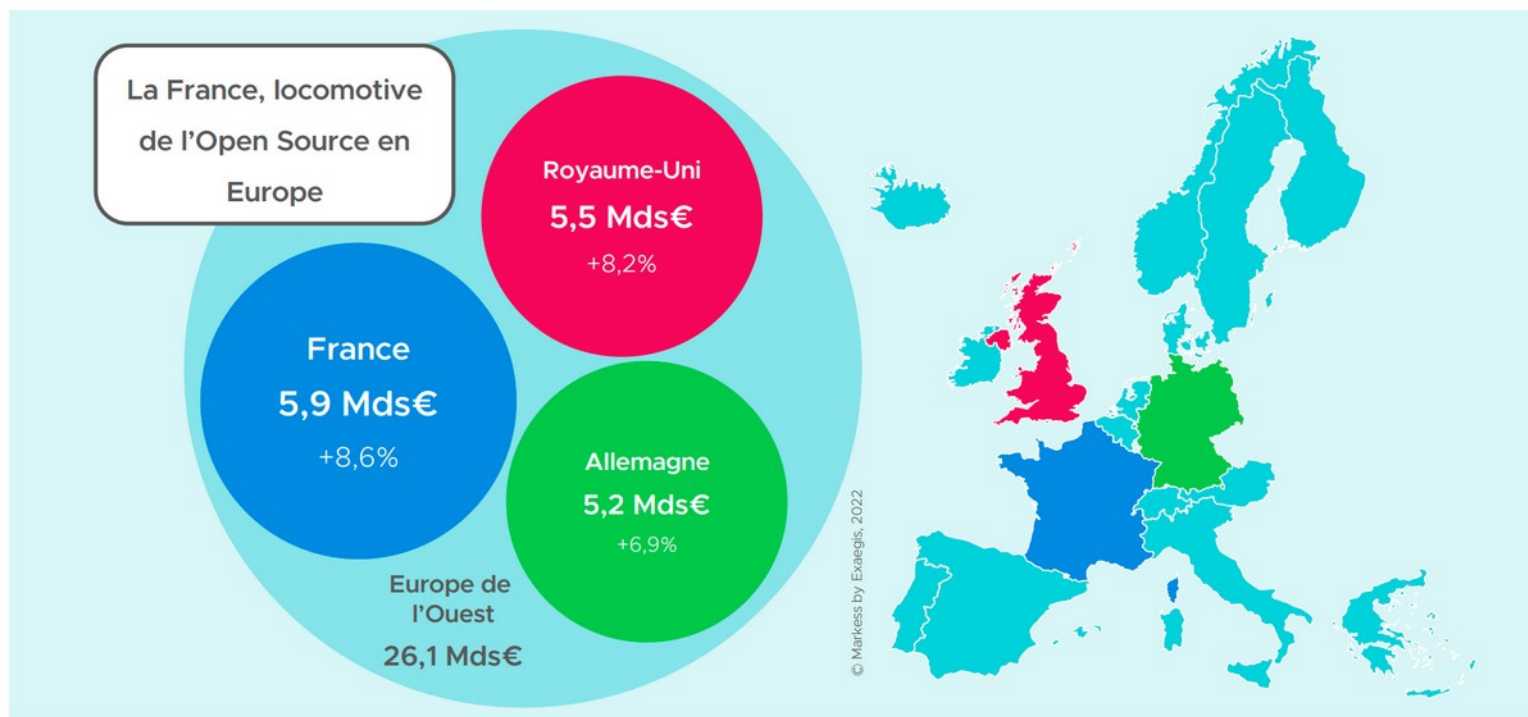 La France, locomotive
de l'Open Source en
Europe
Royaume-Uni
5,5 Mds€
+8,2%
France
5,9 Mds€
+8,6%
Allemagne
5,2 Mds€
+6,9%
Europe de
l'Ouest
26,1 Mds€
© Markess by Exaegis, 2022